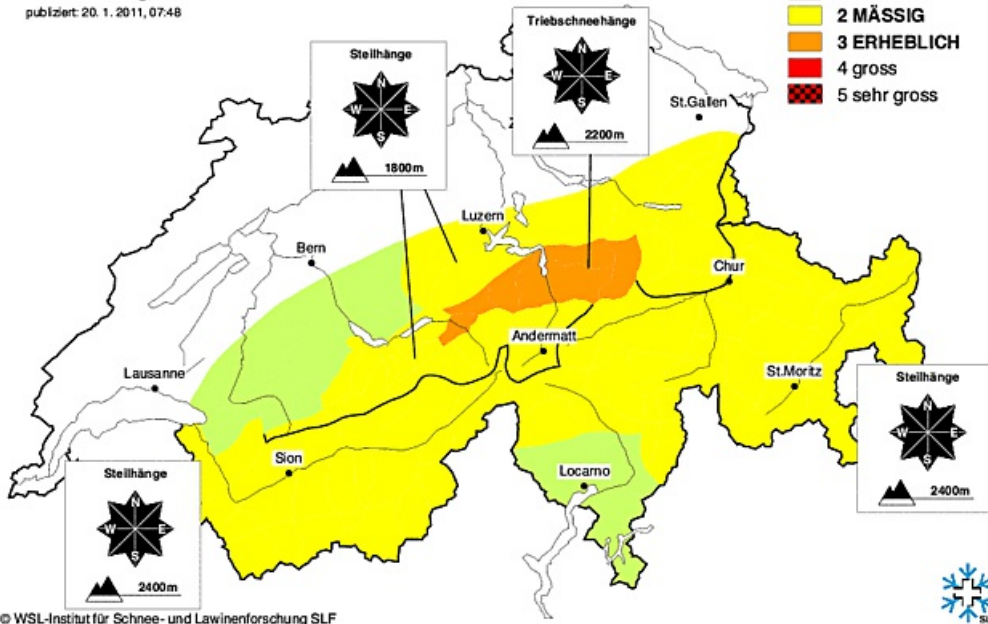 publiziert: 20. 1. 2011, 07:48
2 MÄSSIG
3 ERHEBLICH
4 gross
5 sehr gross
Triebschneehänge
N
W E
S
2200m
Steilhänge
N
W E
S
1800m
St.Gallen
Luzern
Bern
Chur
Andermatt
Lausanne
St.Moritz
Steilhänge
N
W E
S
2400m
Sion
Locarno
Steilhänge
N
W E
S
2400m
© WSL-Institut für Schnee- und Lawinenforschung SLF